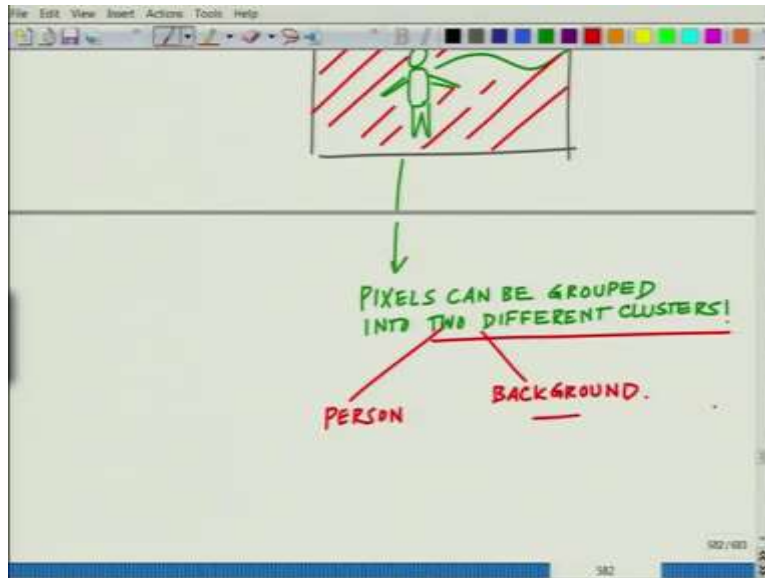 File Edit View Insert Actions Tools Help
PIXELS CAN BE GROUPED
INTO TWO DIFFERENT CLUSTERS!
PERSON
BACKGROUND.
582